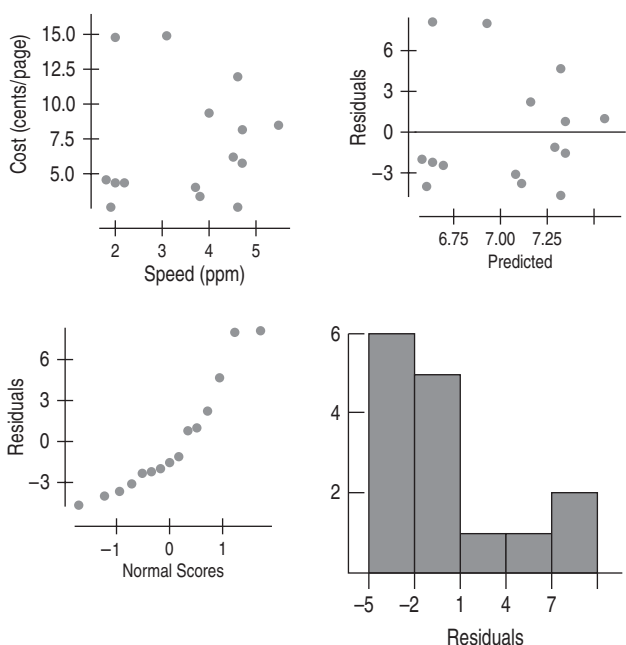 Cost (cents/page)
15.0
12.5
10.0
7.5
5.0
2 3 4 5
Speed (ppm)
Residuals
6
3
0
−3
6.75 7.00 7.25
Predicted
Residuals
6
3
0
−3
−1 0 1
Normal Scores
6
4
2
−5 −2 1 4 7
Residuals